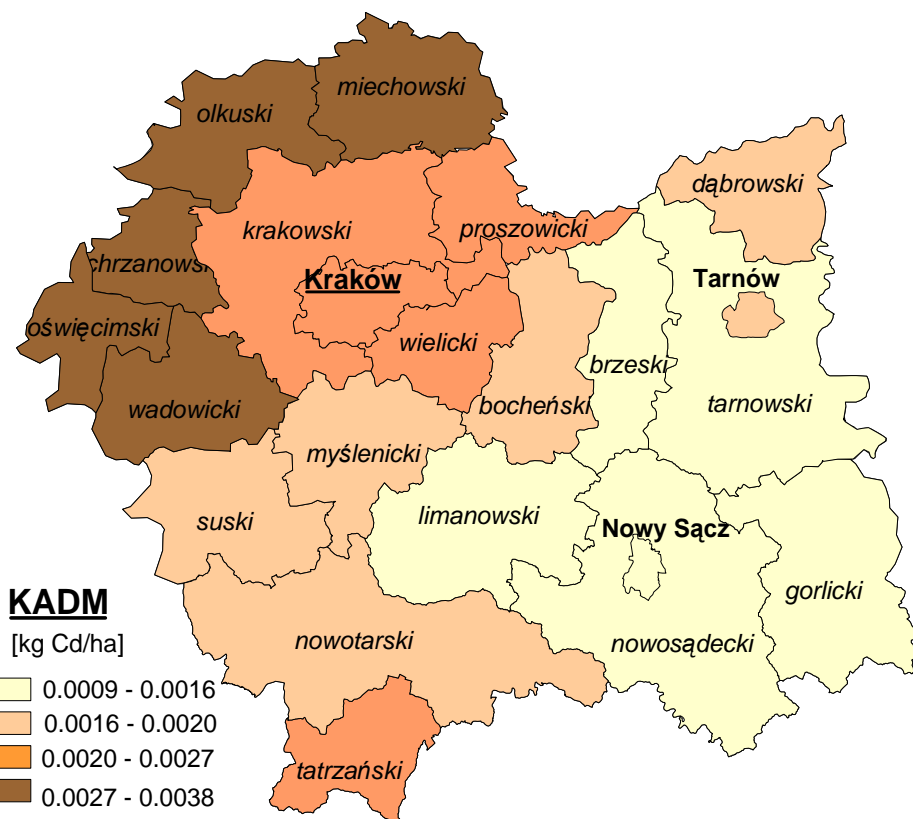 miechowski
olkuski
dąbrowski
krakowski
proszowicki
chrzanowski
Kraków
Tarnów
oświęcimski
wielicki
brzeski
wadowicki
bocheński
tarnowski
myślenicki
suski
limanowski
Nowy Sącz
gorlicki
nowotarski
nowosądecki
tatrzański
KADM
[kg Cd/ha]
0.0009 - 0.0016
0.0016 - 0.0020
0.0020 - 0.0027
0.0027 - 0.0038